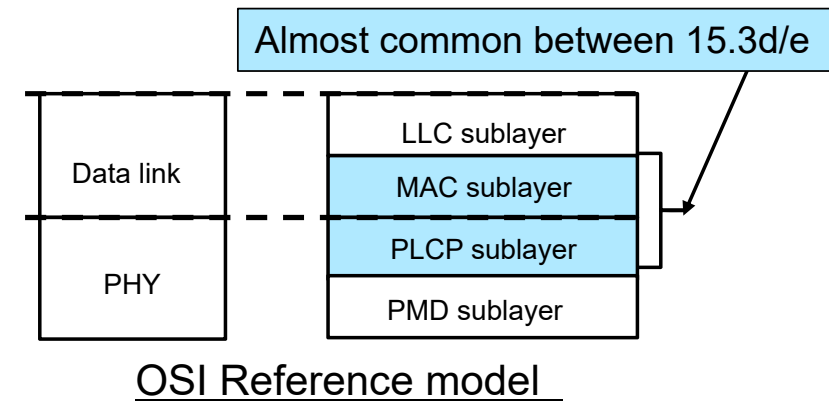 Almost common between 15.3d/e
LLC sublayer
Data link
MAC sublayer
PLCP sublayer
PHY
PMD sublayer
OSI Reference model